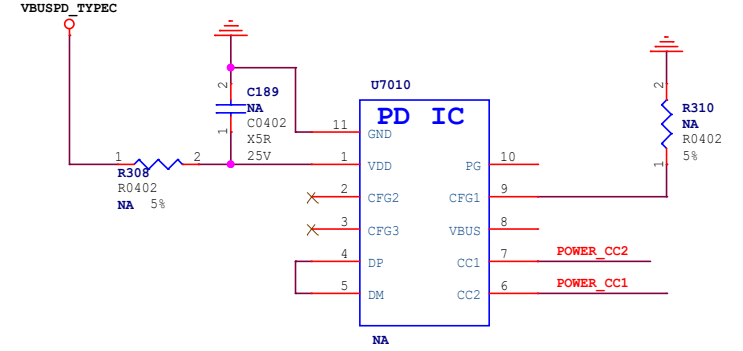 VBUSPD_TYPEC
U7010
PD IC
2
C189
NA
C0402
X5R
25V
1
11
GND
1
VDD
2
CFG2
3
CFG3
4
DP
5
DM
PG
10
CFG1
9
VBUS
8
CC1
7
POWER_CC2
CC2
6
POWER_CC1
NA
1
2
R308
R0402
NA 5%
2
R310
NA
R0402
5%
1